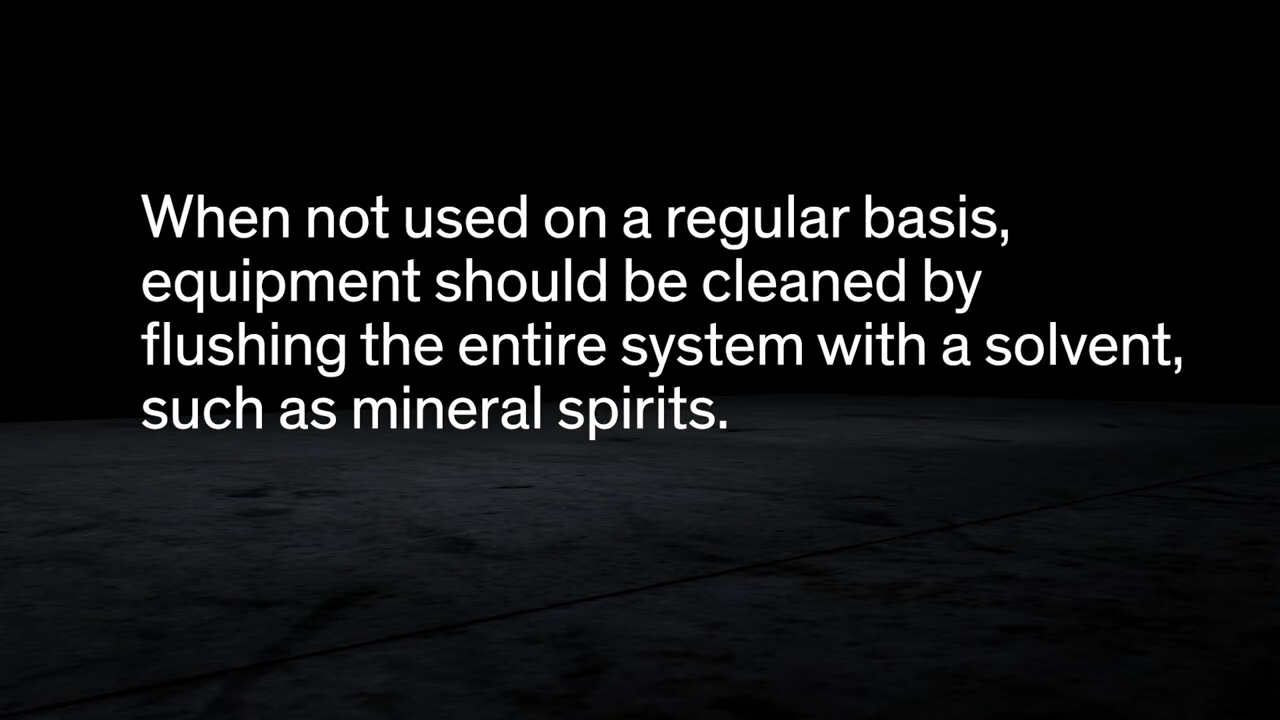 When not used on a regular basis,
equipment should be cleaned by
flushing the entire system with a solvent,
such as mineral spirits.